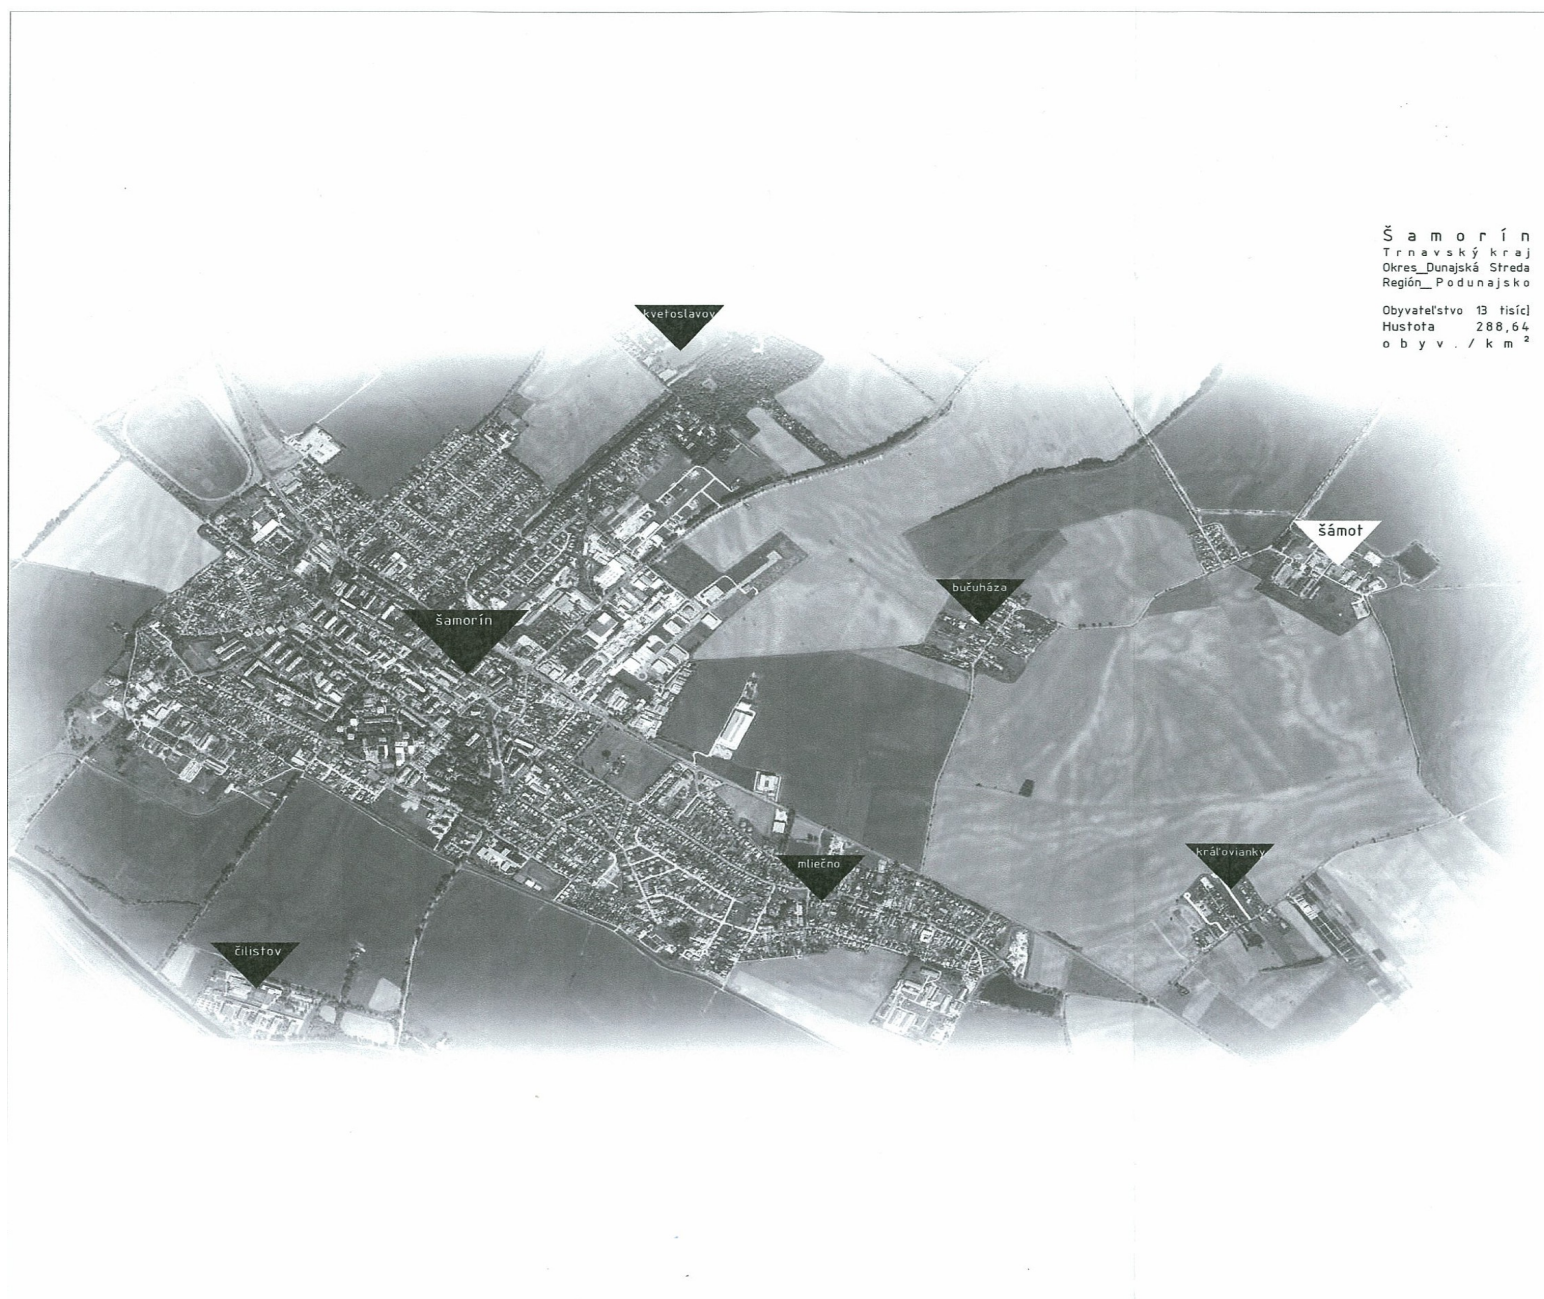 Šamorín
Trnavský kraj
Okres_Dunajská Streda
Región_Podunajsko
Obyvateľstvo 13 tisíc]
Hustota 288,64
obyv./km²
kvetoslavov
šámot
bučuháza
šamorín
kráľovianky
mliečno
čilistov